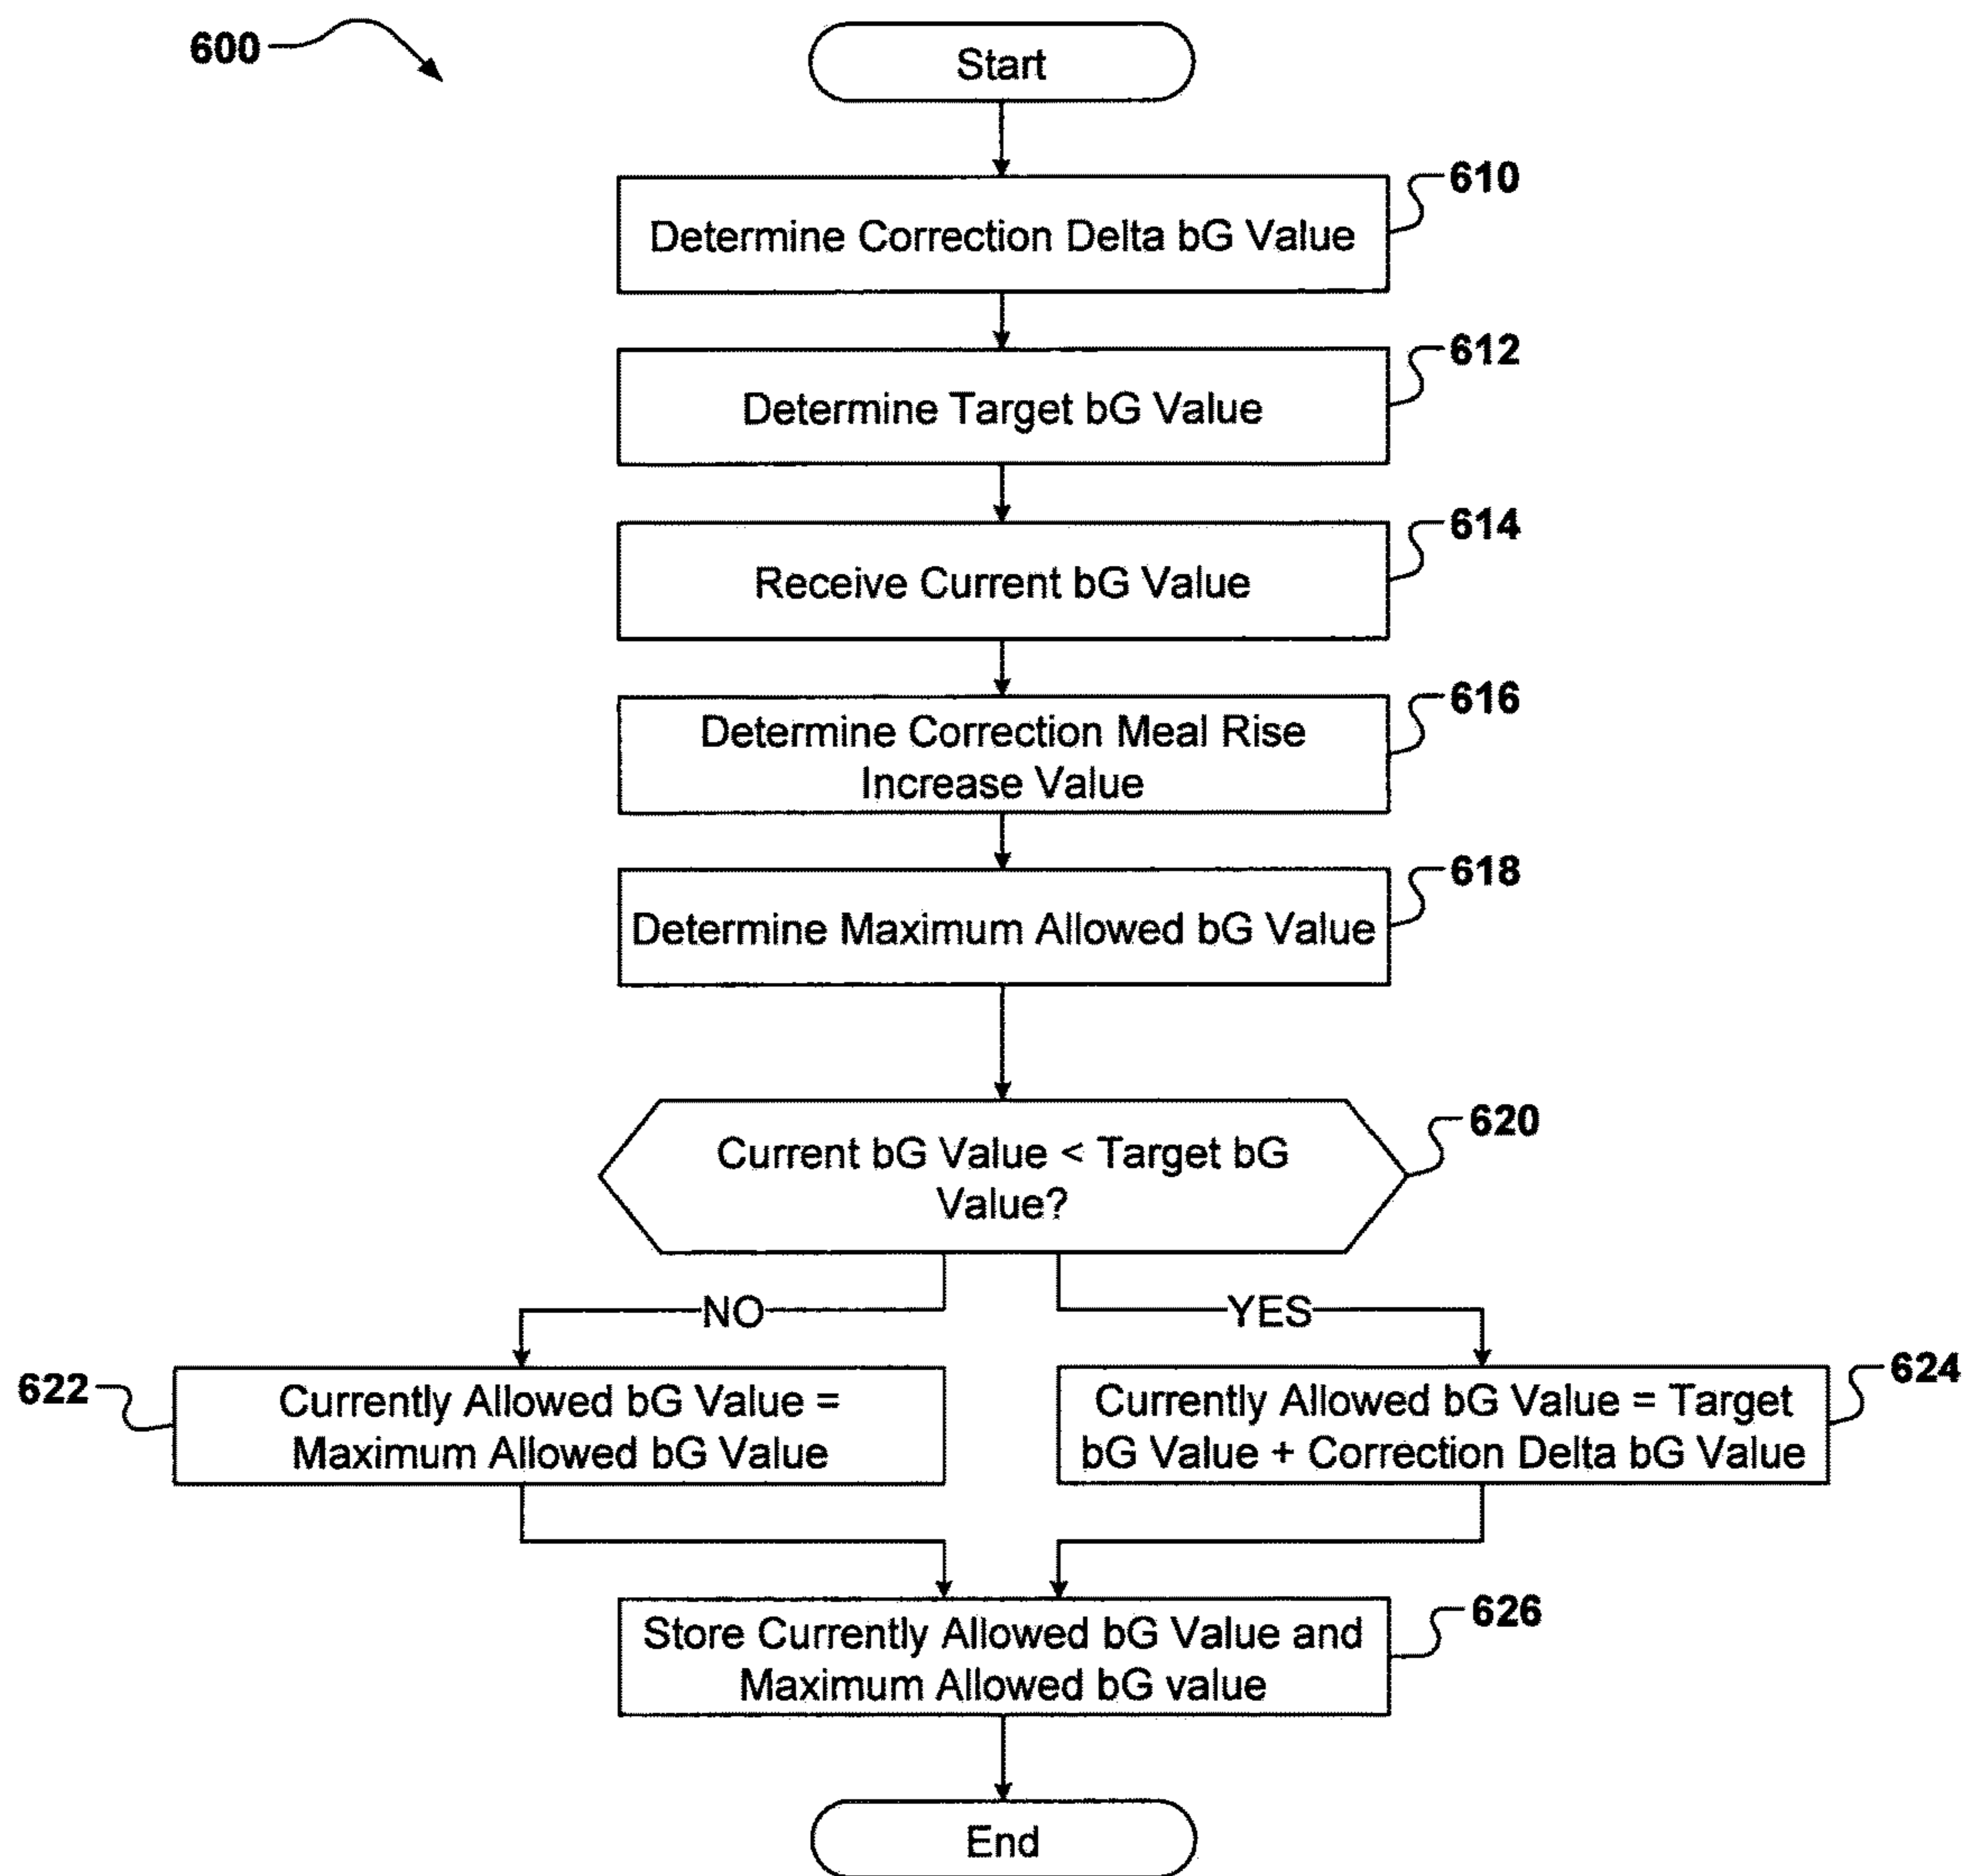 600
Start
610
Determine Correction Delta bG Value
612
Determine Target bG Value
614
Receive Current bG Value
616
Determine Correction Meal Rise
Increase Value
618
Determine Maximum Allowed bG Value
620
Current bG Value < Target bG
Value?
NO
YES
622
Currently Allowed bG Value =
Maximum Allowed bG Value
624
Currently Allowed bG Value = Target
bG Value + Correction Delta bG Value
626
Store Currently Allowed bG Value and
Maximum Allowed bG value
End